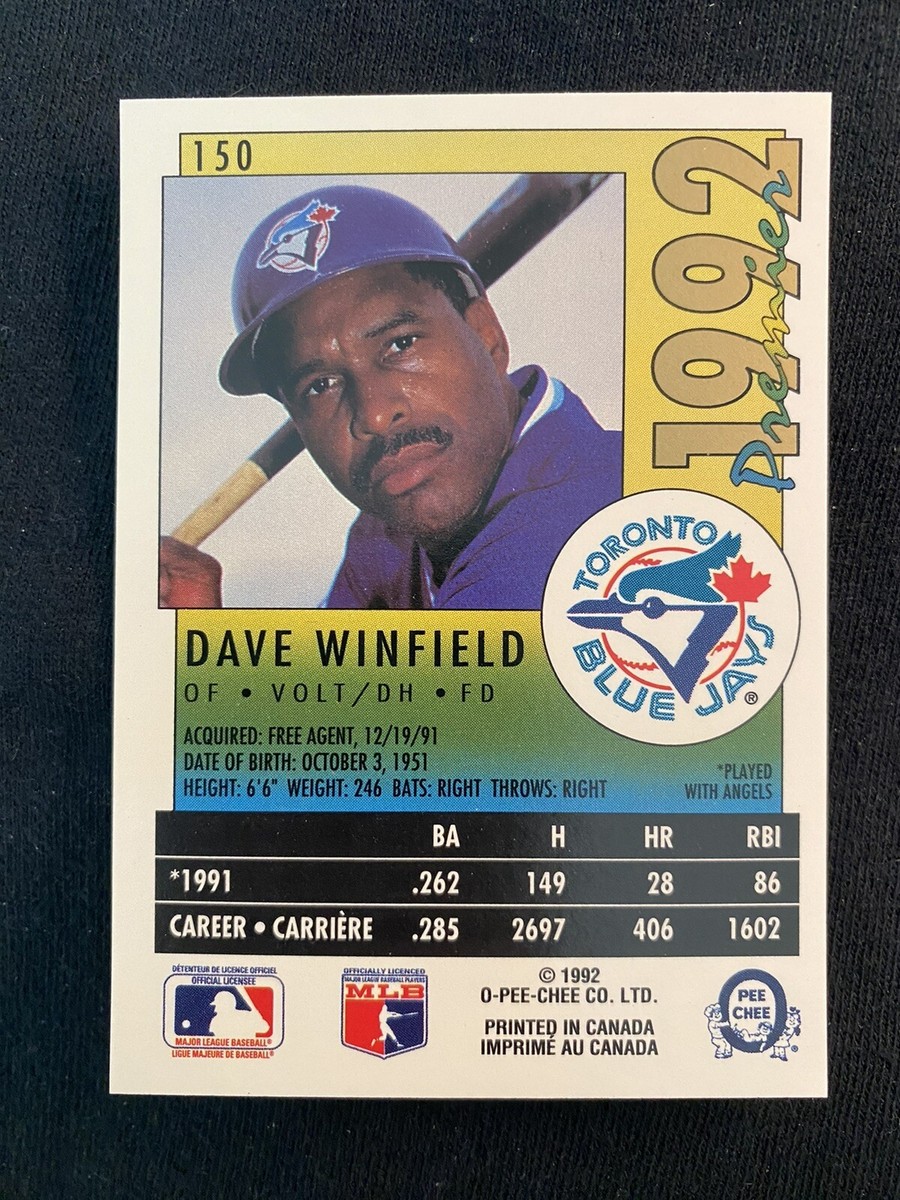 150
1992
Premier
TORONTO
BLUE JAYS®
DAVE WINFIELD
OF • VOLT/DH • FD
ACQUIRED: FREE AGENT, 12/19/91
DATE OF BIRTH: OCTOBER 3, 1951
HEIGHT: 6'6" WEIGHT: 246 BATS: RIGHT THROWS: RIGHT
*PLAYED
WITH ANGELS
BA H HR RBI
*1991 .262 149 28 86
CAREER • CARRIÈRE .285 2697 406 1602
DÉTENTEUR DE LICENCE OFFICIEL
OFFICIAL LICENSEE
MAJOR LEAGUE BASEBALL®
LIGUE MAJEURE DE BASEBALL®
OFFICIALLY LICENCED
MAJOR LEAGUE BASEBALL PLAYERS
MLB
© 1992
O-PEE-CHEE CO. LTD.
PRINTED IN CANADA
IMPRIMÉ AU CANADA
PEE
CHEE